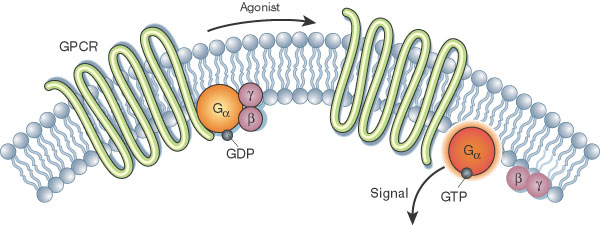 Agonist
GPCR
Gα
γ
β
GDP
Gα
β
γ
Signal
GTP